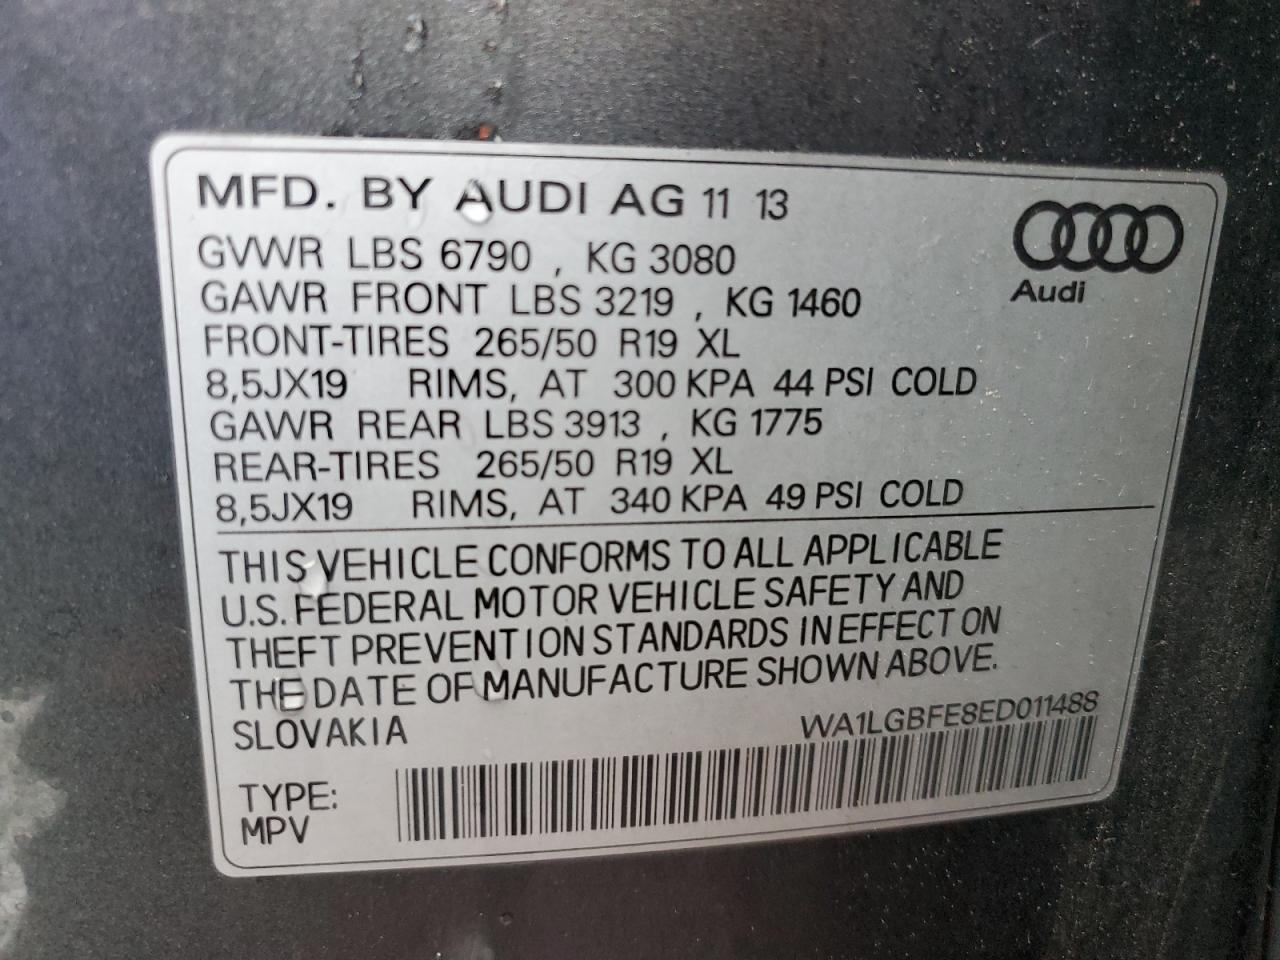 MFD. BY AUDI AG 11 13
GVWR LBS 6790 , KG 3080
GAWR FRONT LBS 3219 , KG 1460
FRONT-TIRES 265/50 R19 XL
8,5JX19 RIMS, AT 300 KPA 44 PSI COLD
GAWR REAR LBS 3913 , KG 1775
REAR-TIRES 265/50 R19 XL
8,5JX19 RIMS, AT 340 KPA 49 PSI COLD
Audi
THIS VEHICLE CONFORMS TO ALL APPLICABLE
U.S. FEDERAL MOTOR VEHICLE SAFETY AND
THEFT PREVENTION STANDARDS IN EFFECT ON
THE DATE OF MANUFACTURE SHOWN ABOVE.
SLOVAKIA
WA1LGBFE8ED011488
TYPE:
MPV